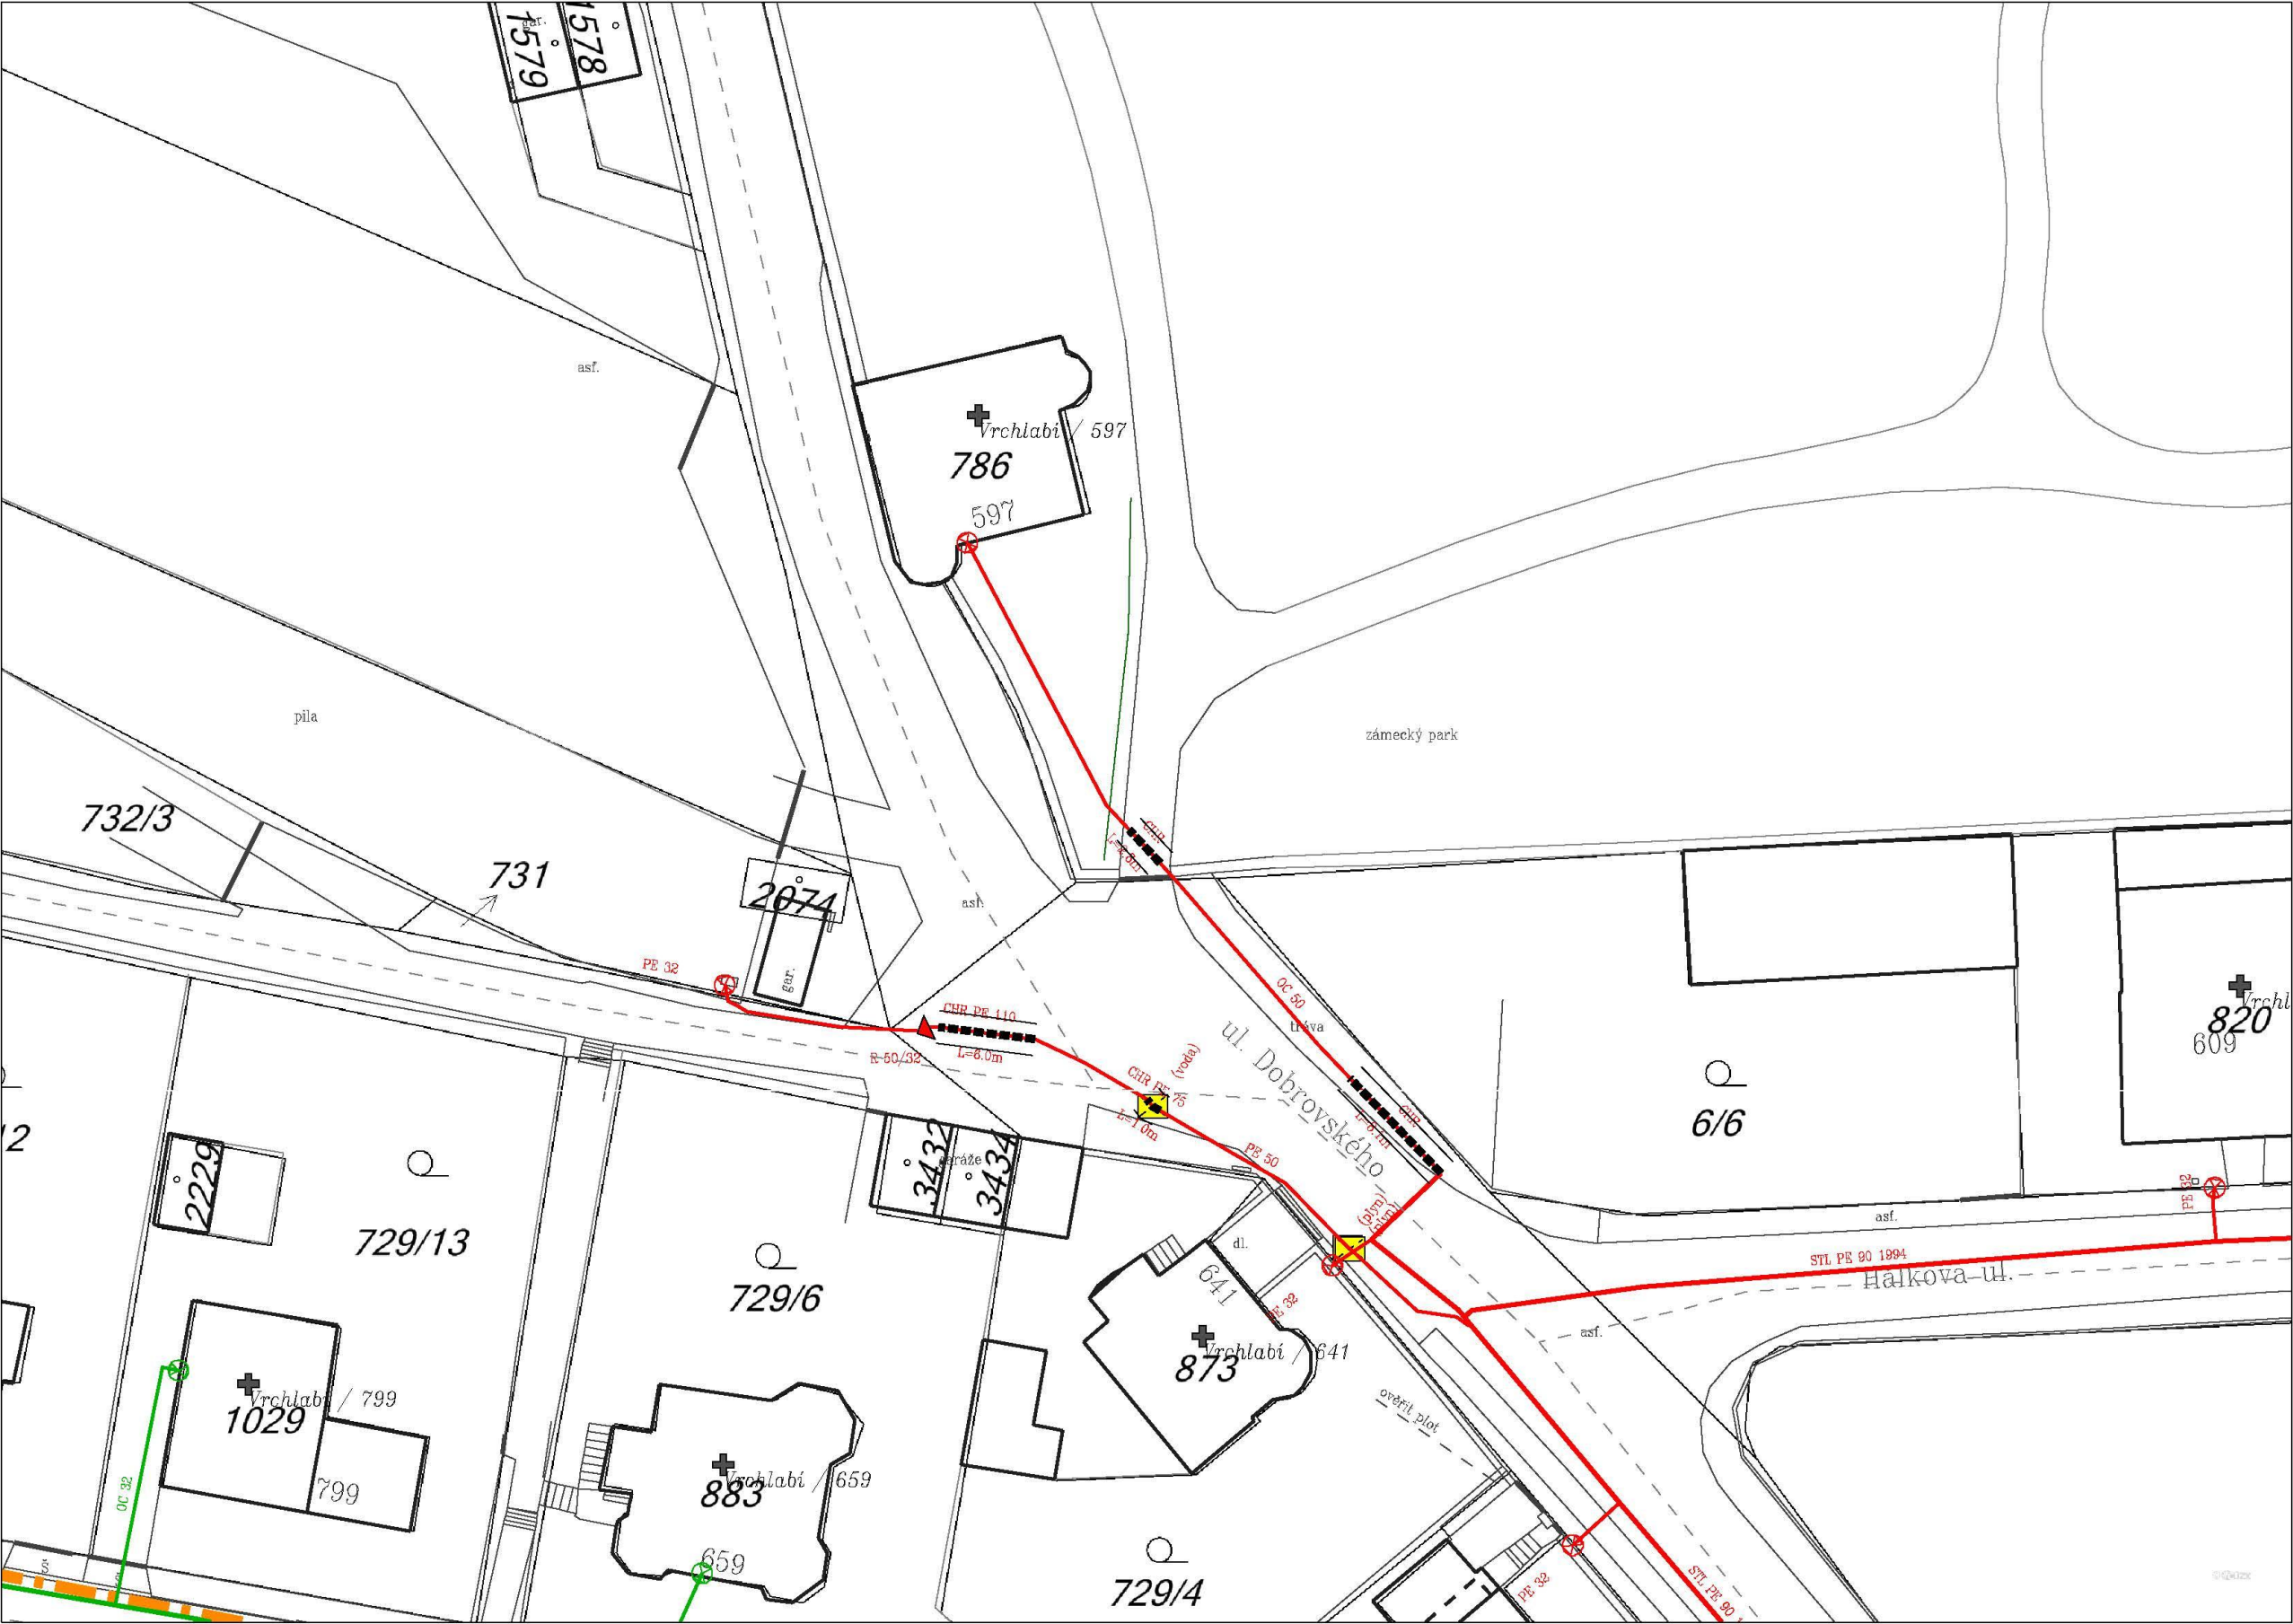 gar.
1579
1578
asf.
Vrchlabí / 597
786
597
pila
zámecký park
732/3
731
2074
gar.
asf.
CHR
PE 32
CHR PE 110
R 50/32
L=6.0m
OC 50
tráva
ul. Dobrovského
(voda)
CHR PE 75
L=1.0m
PE 50
CHR
(plyn)
(plyn)
6/6
Vrchl
820
609
PE 32
asf.
STL PE 90 1994
Hálkova ul.
asf.
12
2229
729/13
3432
garáže
3434
729/6
dl.
641
PE 32
Vrchlabí / 641
873
ověřit plot
Vrchlabí / 799
1029
799
OC 32
Vrchlabí / 659
883
659
729/4
PE 32
STL PE 90 1
Š